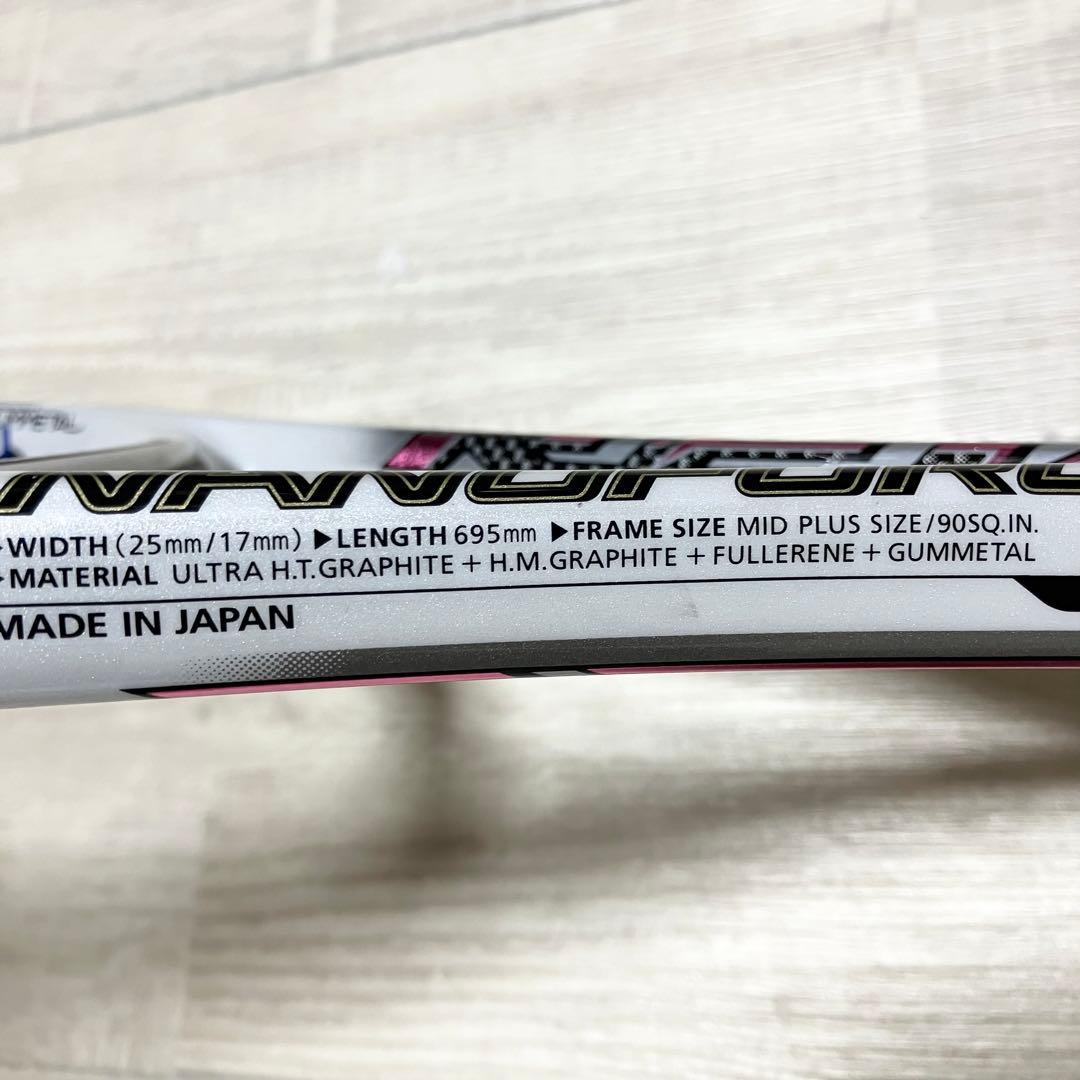 NANOFORC
▶WIDTH (25mm/17mm) ▶LENGTH 695mm ▶FRAME SIZE MID PLUS SIZE/90SQ.IN.
▶MATERIAL ULTRA H.T.GRAPHITE + H.M.GRAPHITE + FULLERENE + GUMMETAL
MADE IN JAPAN